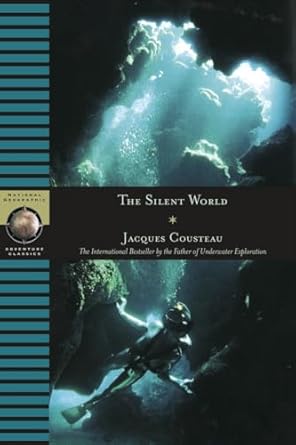 NATIONAL GEOGRAPHIC
ADVENTURE CLASSICS
THE SILENT WORLD
JACQUES COUSTEAU
The International Bestseller by the Father of Underwater Exploration